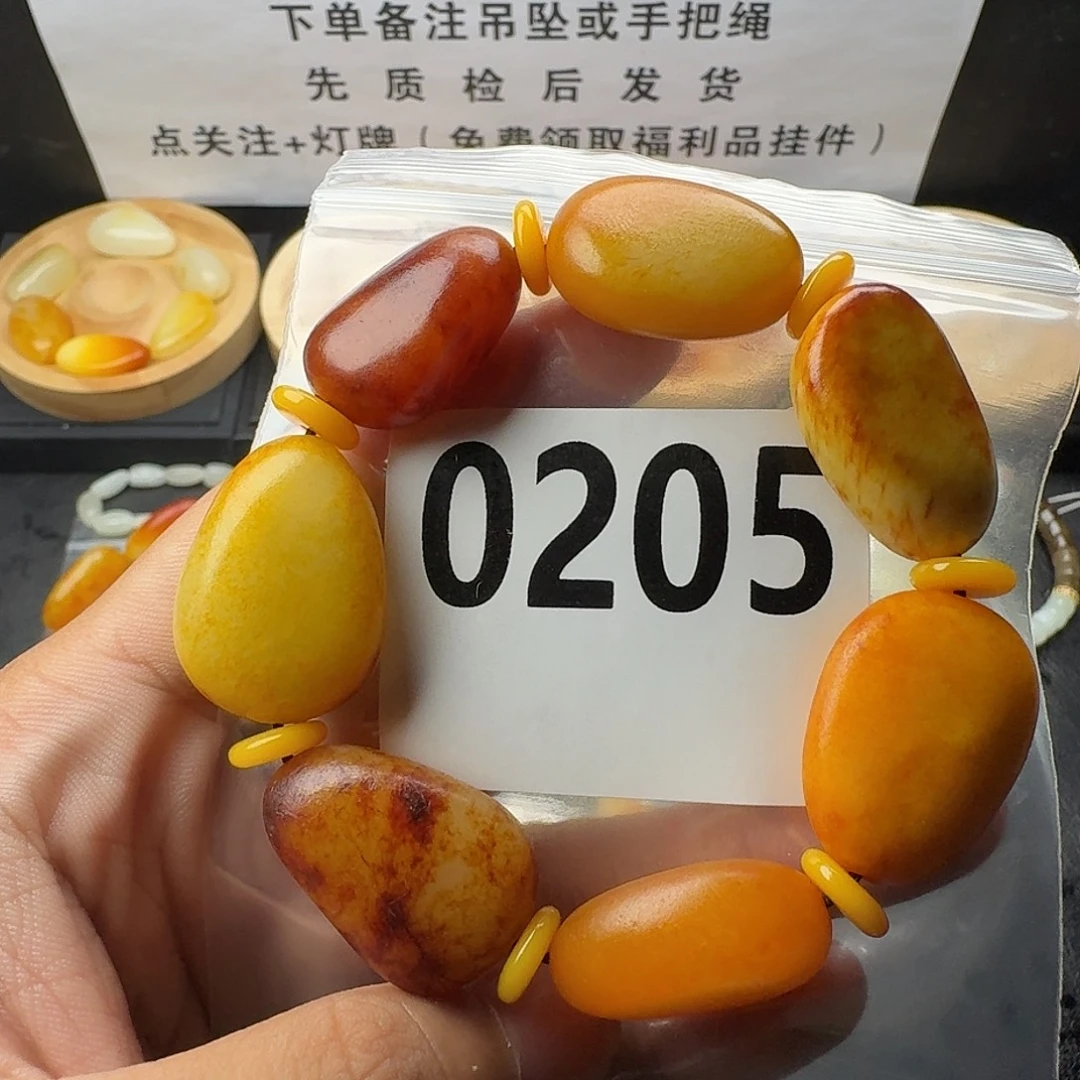 下单备注吊坠或手把绳
先质检后发货
点关注+灯牌（免费领取福利品挂件）
0205